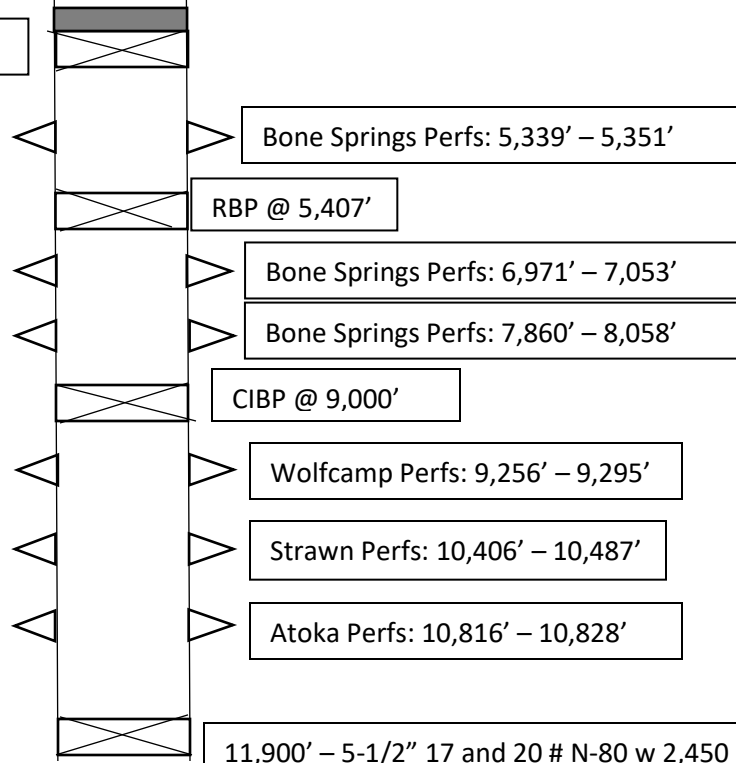 Bone Springs Perfs: 5,339’ – 5,351’
RBP @ 5,407’
Bone Springs Perfs: 6,971’ – 7,053’
Bone Springs Perfs: 7,860’ – 8,058’
CIBP @ 9,000’
Wolfcamp Perfs: 9,256’ – 9,295’
Strawn Perfs: 10,406’ – 10,487’
Atoka Perfs: 10,816’ – 10,828’
11,900’ – 5-1/2” 17 and 20 # N-80 w 2,450